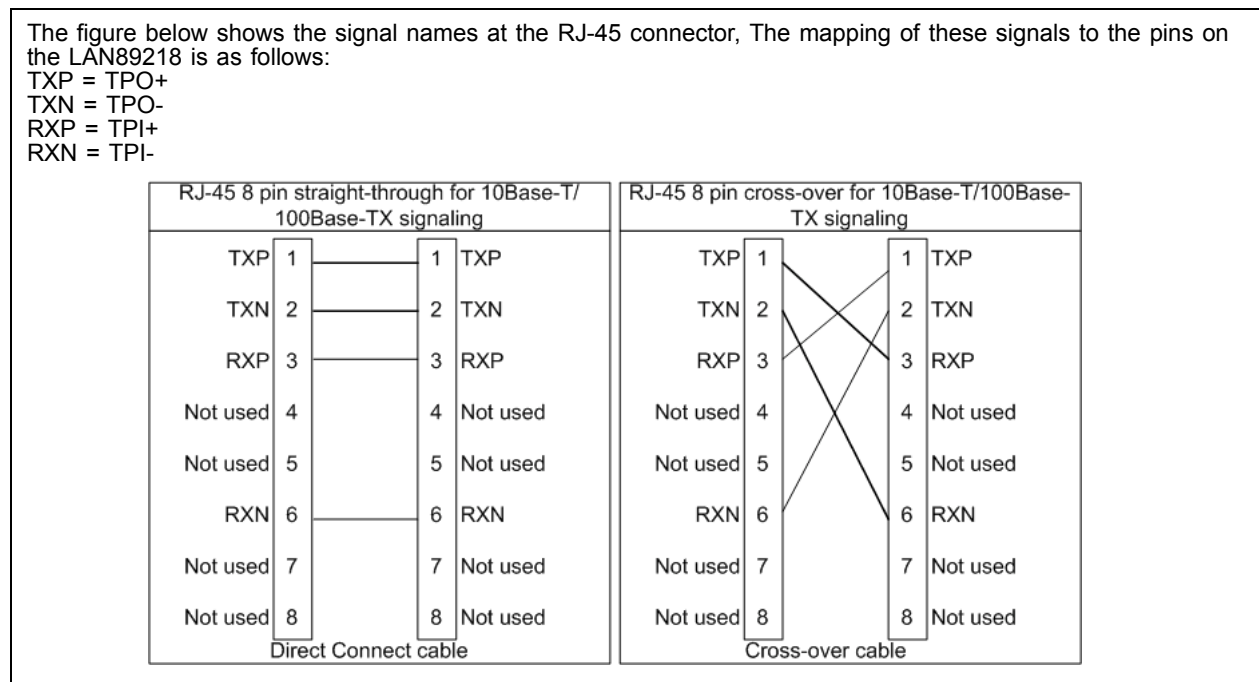 The figure below shows the signal names at the RJ-45 connector, The mapping of these signals to the pins on
the LAN89218 is as follows:
TXP = TPO+
TXN = TPO-
RXP = TPI+
RXN = TPI-
RJ-45 8 pin straight-through for 10Base-T/
100Base-TX signaling
TXP 1 1 TXP
TXN 2 2 TXN
RXP 3 3 RXP
Not used 4 4 Not used
Not used 5 5 Not used
RXN 6 6 RXN
Not used 7 7 Not used
Not used 8 8 Not used
Direct Connect cable
RJ-45 8 pin cross-over for 10Base-T/100Base-
TX signaling
TXP 1 1 TXP
TXN 2 2 TXN
RXP 3 3 RXP
Not used 4 4 Not used
Not used 5 5 Not used
RXN 6 6 RXN
Not used 7 7 Not used
Not used 8 8 Not used
Cross-over cable